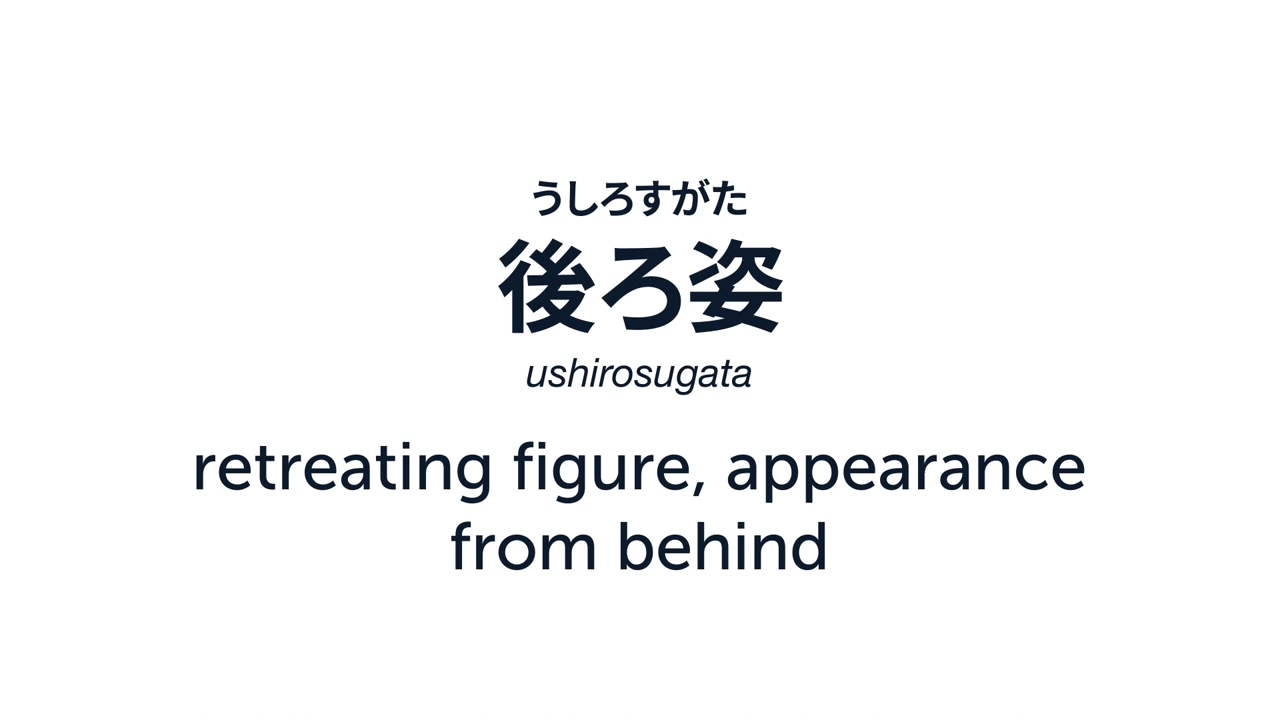 うしろすがた
後ろ姿
ushirosugata
retreating figure, appearance
from behind